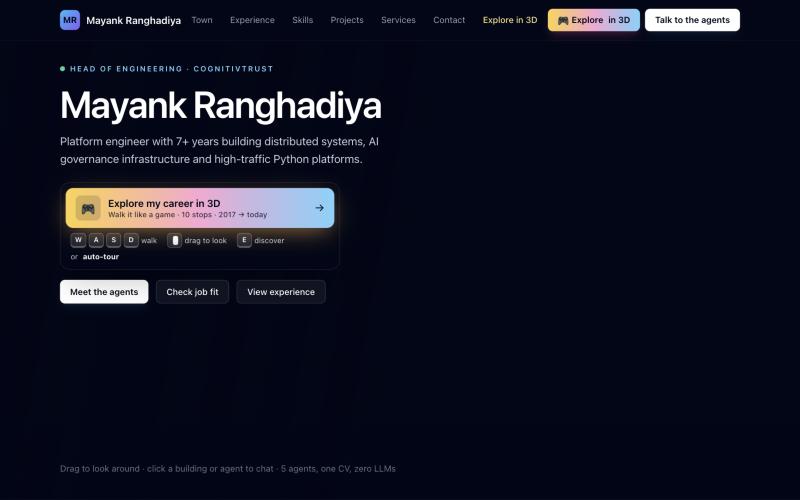 MR Mayank Ranghadiya Town Experience Skills Projects Services Contact Explore in 3D 🎮 Explore in 3D Talk to the agents
HEAD OF ENGINEERING · COGNITIVTRUST
Mayank Ranghadiya
Platform engineer with 7+ years building distributed systems, AI
governance infrastructure and high-traffic Python platforms.
🎮 Explore my career in 3D →
Walk it like a game · 10 stops · 2017 → today
W A S D walk drag to look E discover
or auto-tour
Meet the agents Check job fit View experience
Drag to look around · click a building or agent to chat · 5 agents, one CV, zero LLMs